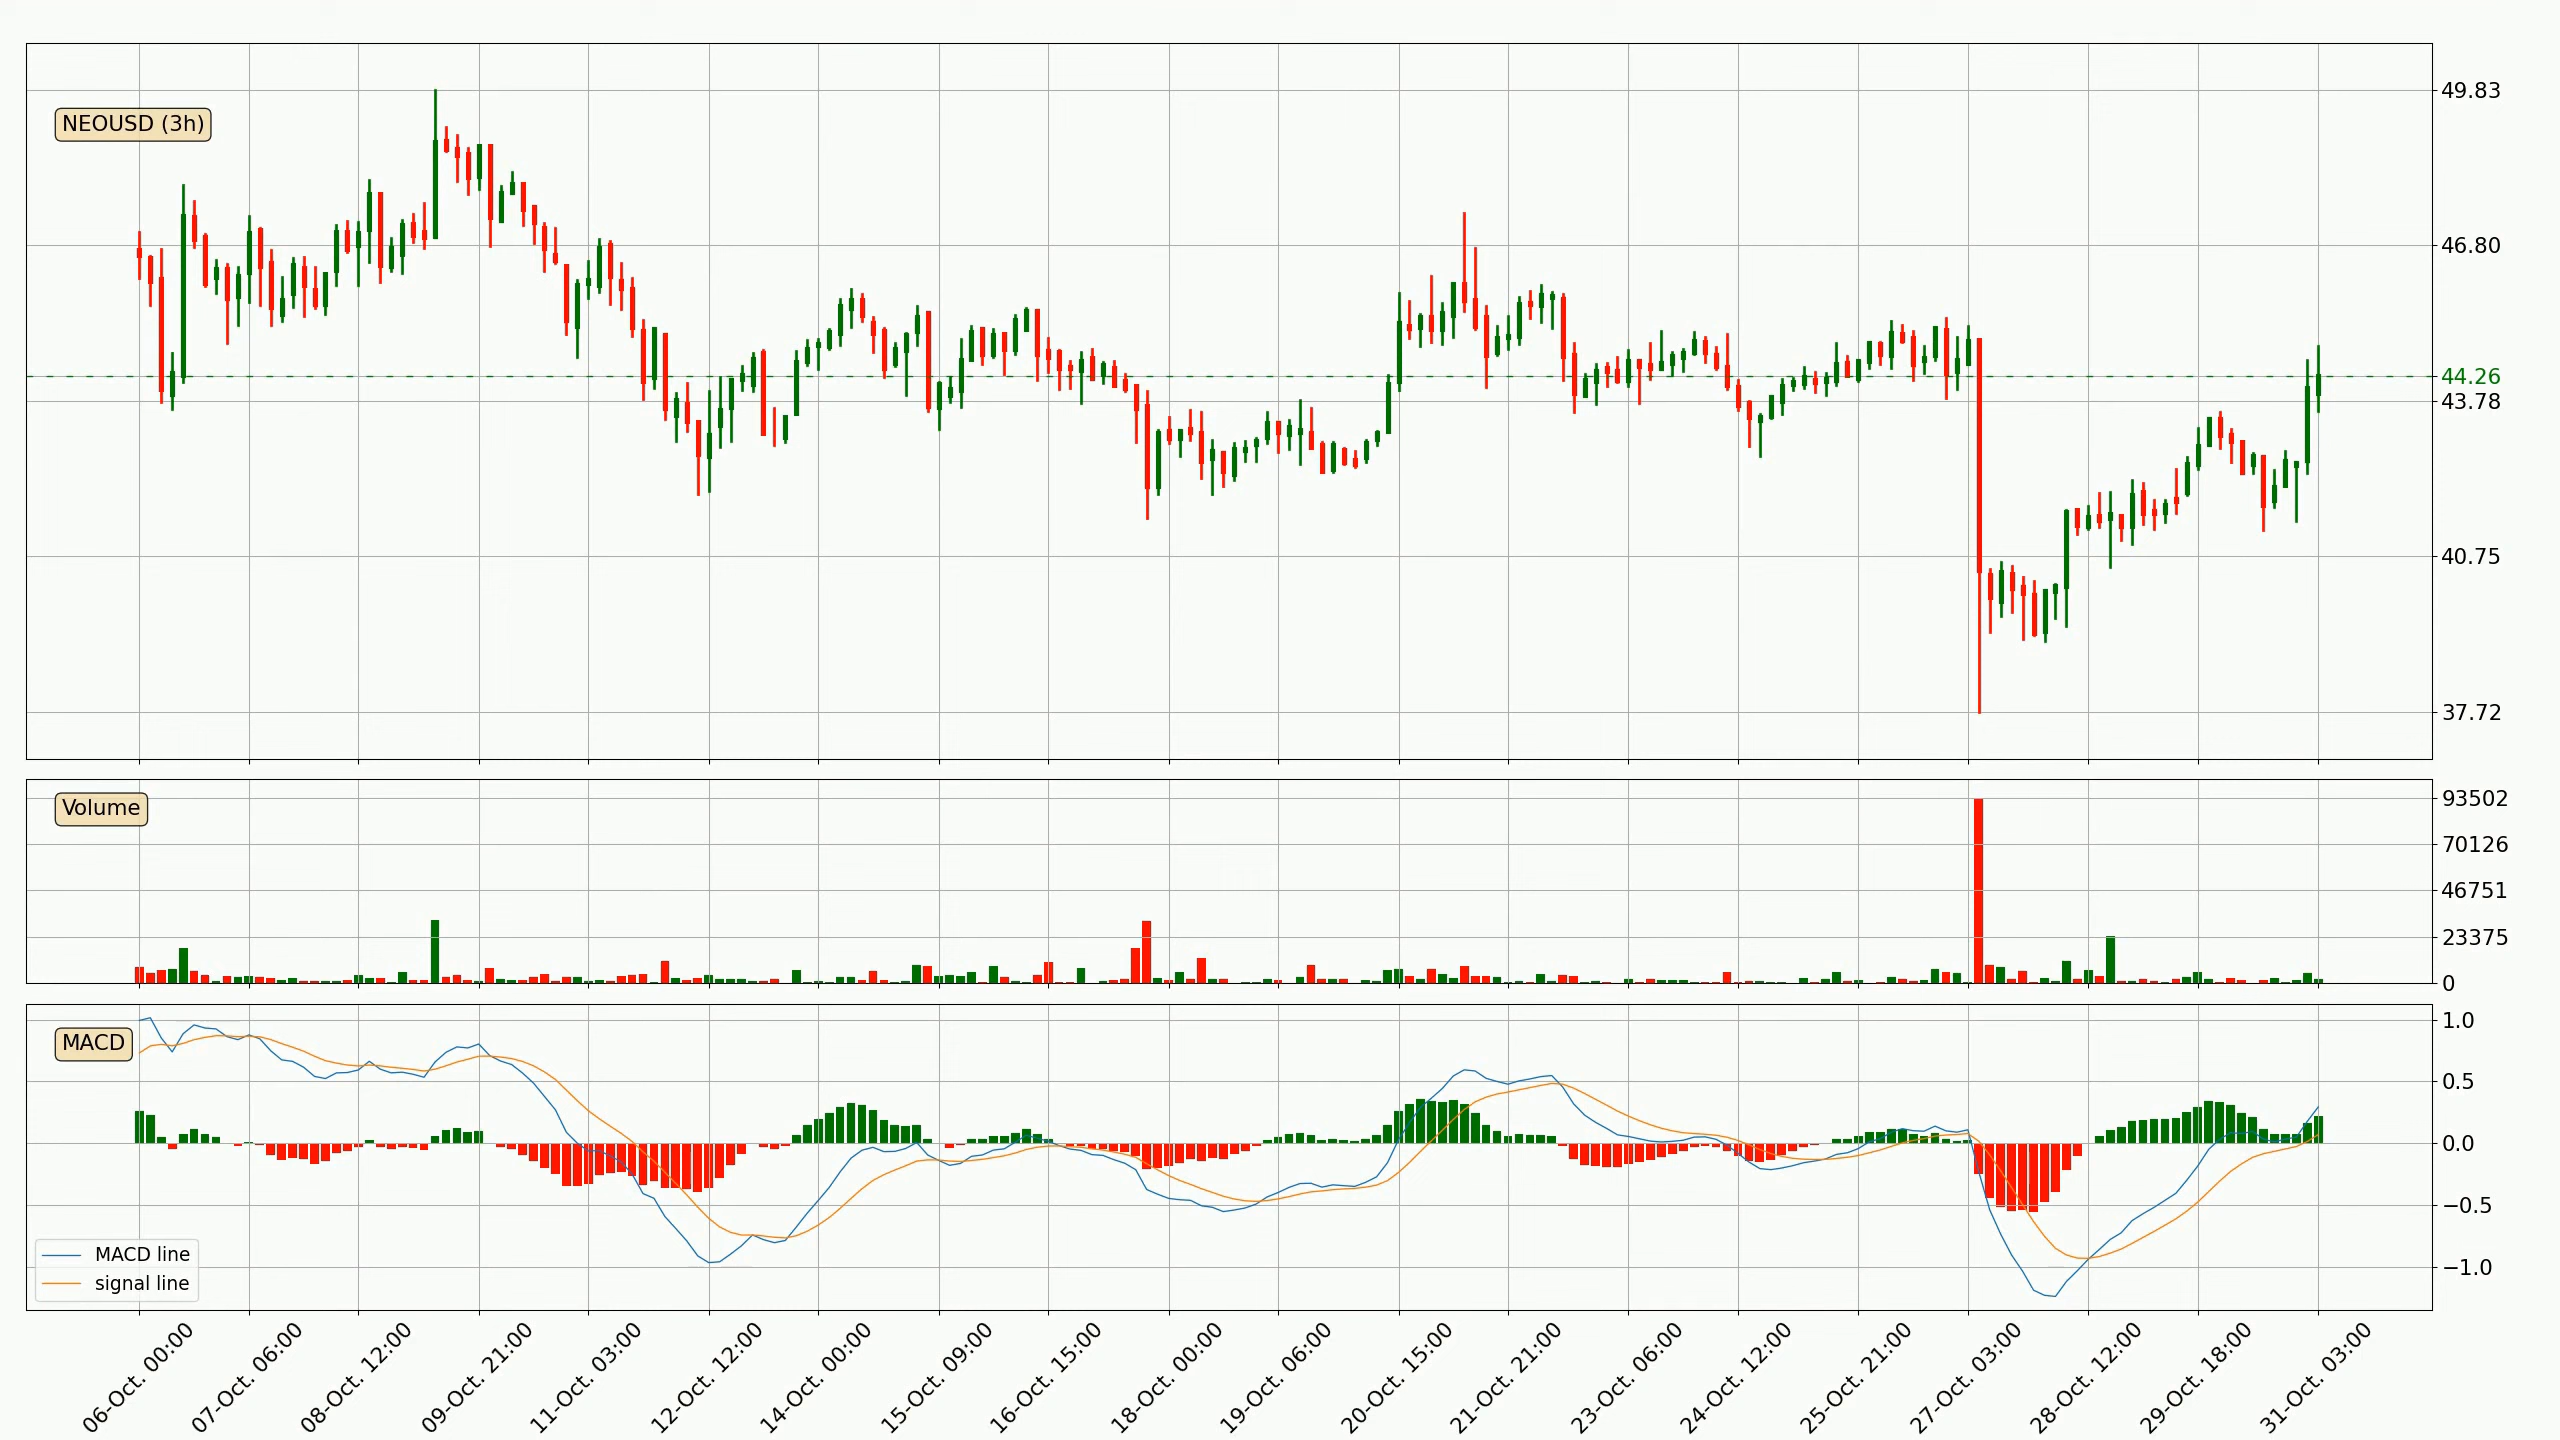 NEOUSD (3h)
49.83
46.80
44.26
43.78
40.75
37.72
Volume
93502
70126
46751
23375
0
MACD
1.0
0.5
0.0
−0.5
−1.0
MACD line
signal line
06-Oct. 00:00
07-Oct. 06:00
08-Oct. 12:00
09-Oct. 21:00
11-Oct. 03:00
12-Oct. 12:00
14-Oct. 00:00
15-Oct. 09:00
16-Oct. 15:00
18-Oct. 00:00
19-Oct. 06:00
20-Oct. 15:00
21-Oct. 21:00
23-Oct. 06:00
24-Oct. 12:00
25-Oct. 21:00
27-Oct. 03:00
28-Oct. 12:00
29-Oct. 18:00
31-Oct. 03:00